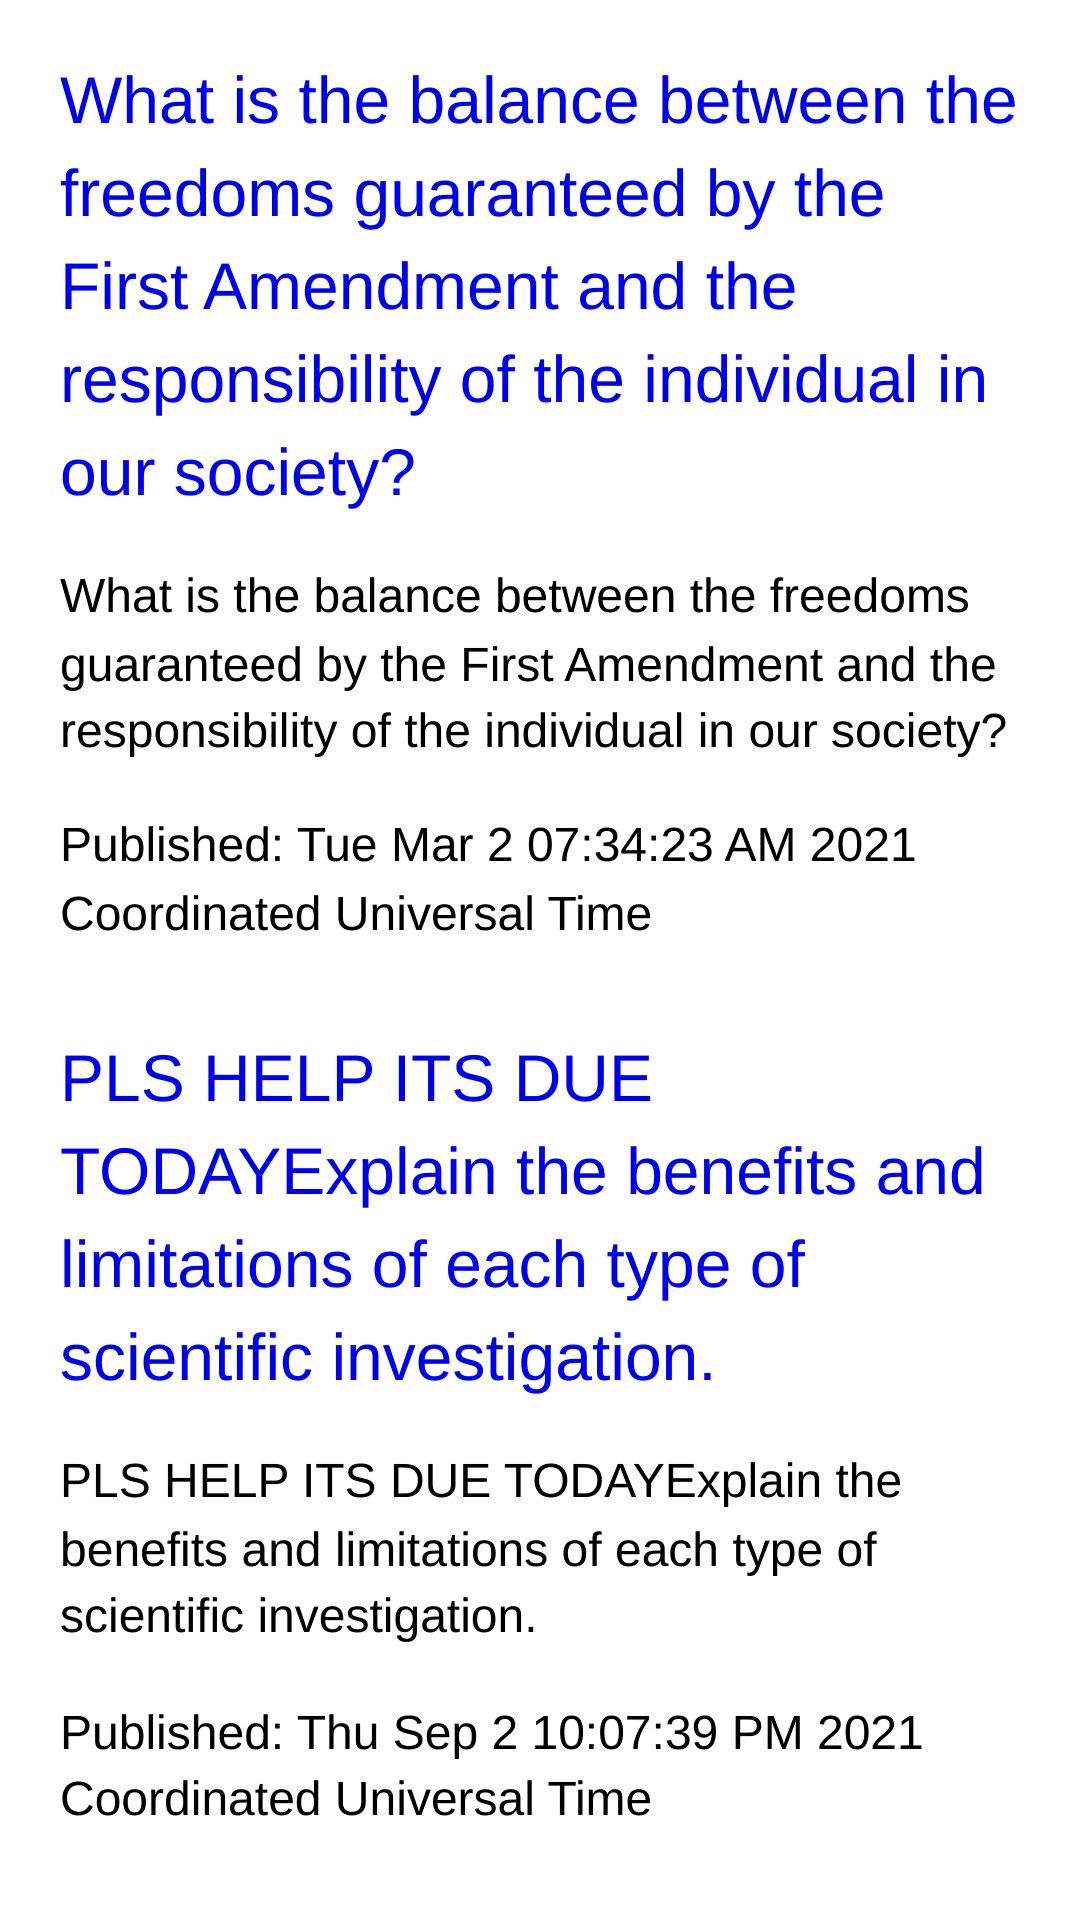 What is the balance between the
freedoms guaranteed by the
First Amendment and the
responsibility of the individual in
our society?
What is the balance between the freedoms
guaranteed by the First Amendment and the
responsibility of the individual in our society?
Published: Tue Mar 2 07:34:23 AM 2021
Coordinated Universal Time
PLS HELP ITS DUE
TODAYExplain the benefits and
limitations of each type of
scientific investigation.
PLS HELP ITS DUE TODAYExplain the
benefits and limitations of each type of
scientific investigation.
Published: Thu Sep 2 10:07:39 PM 2021
Coordinated Universal Time